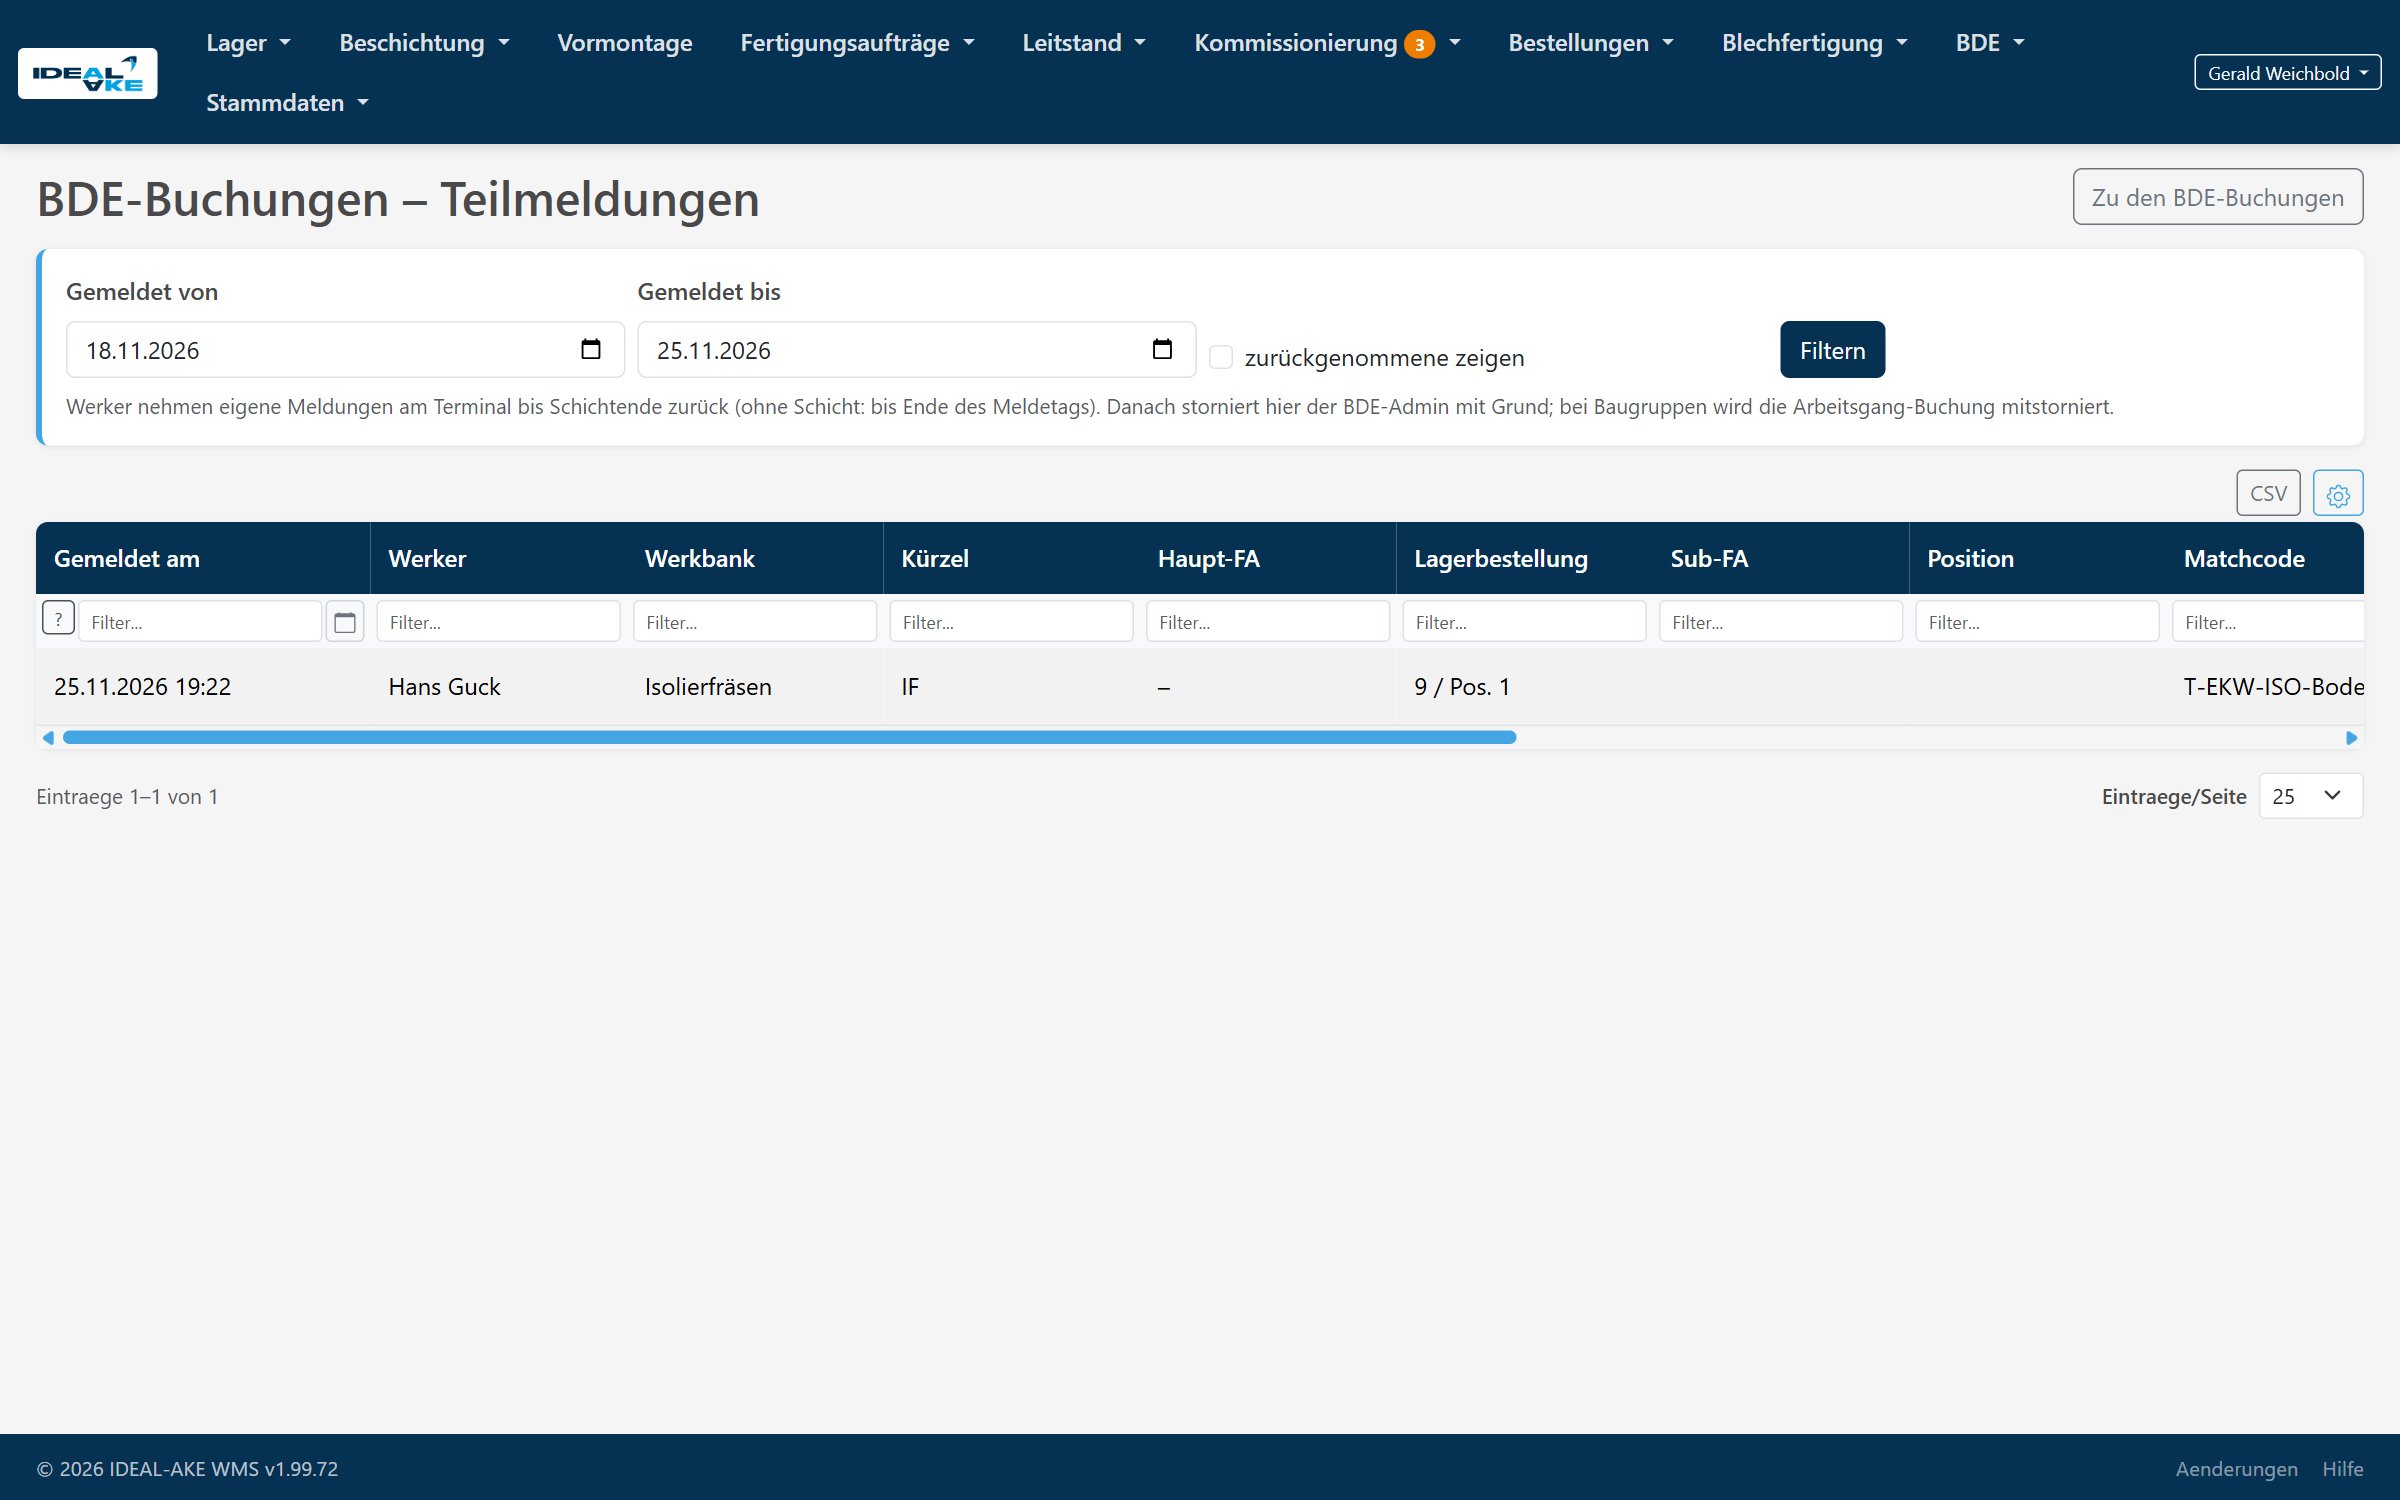 IDEAL AKE
Lager
Beschichtung
Vormontage
Fertigungsaufträge
Leitstand
Kommissionierung 3
Bestellungen
Blechfertigung
BDE
Stammdaten
Gerald Weichbold
BDE-Buchungen – Teilmeldungen
Zu den BDE-Buchungen
Gemeldet von
Gemeldet bis
18.11.2026
25.11.2026
zurückgenommene zeigen
Filtern
Werker nehmen eigene Meldungen am Terminal bis Schichtende zurück (ohne Schicht: bis Ende des Meldetags). Danach storniert hier der BDE-Admin mit Grund; bei Baugruppen wird die Arbeitsgang-Buchung mitstorniert.
CSV
Gemeldet am Werker Werkbank Kürzel Haupt-FA Lagerbestellung Sub-FA Position Matchcode
? Filter... Filter... Filter... Filter... Filter... Filter... Filter... Filter... Filter...
25.11.2026 19:22 Hans Guck Isolierfräsen IF – 9 / Pos. 1 T-EKW-ISO-Bode
Eintraege 1–1 von 1
Eintraege/Seite 25
© 2026 IDEAL-AKE WMS v1.99.72
Aenderungen
Hilfe